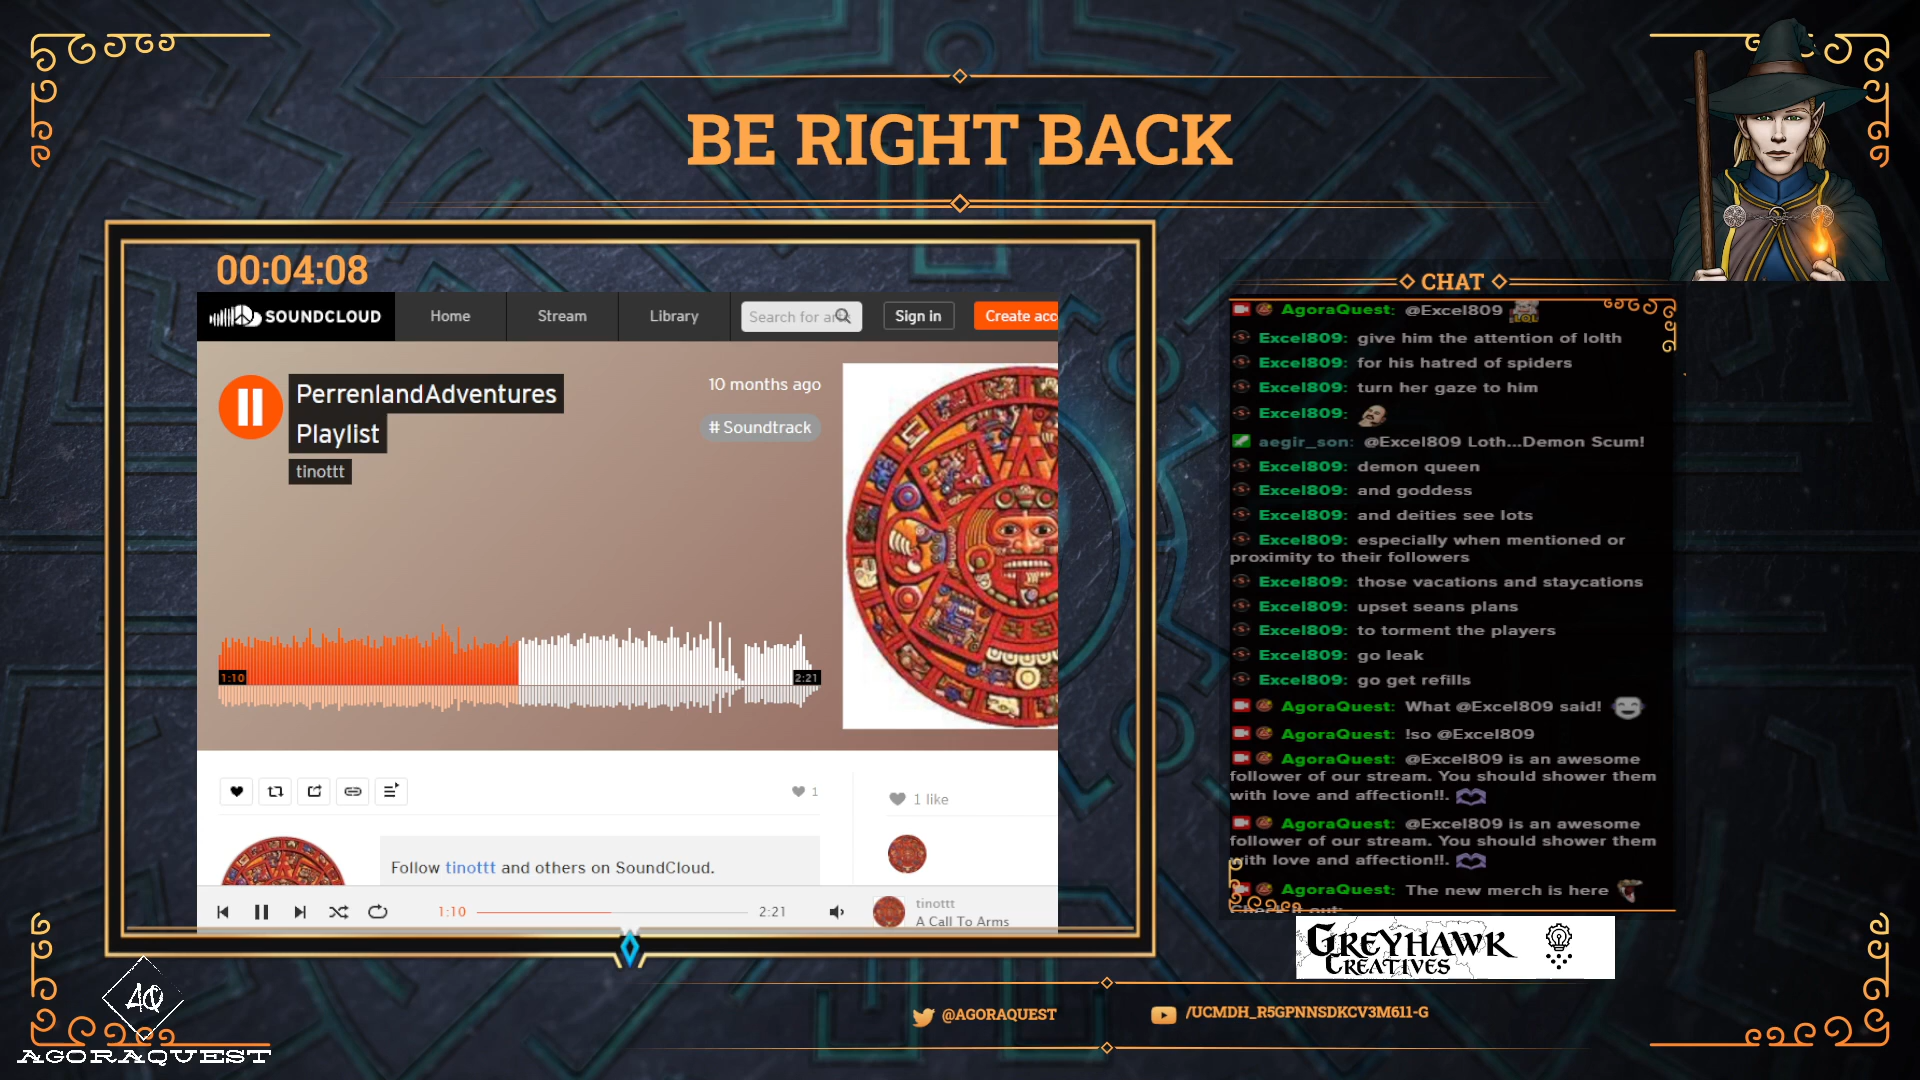 BE RIGHT BACK
00:04:08
SOUNDCLOUD
Home
Stream
Library
Search for ar
Sign in
Create acc
PerrenlandAdventures
Playlist
tinottt
10 months ago
# Soundtrack
1:10
2:21
1
1 like
Follow tinottt and others on SoundCloud.
1:10
2:21
tinottt
A Call To Arms
CHAT
AgoraQuest: @Excel809
Excel809: give him the attention of lolth
Excel809: for his hatred of spiders
Excel809: turn her gaze to him
Excel809:
aegir_son: @Excel809 Loth...Demon Scum!
Excel809: demon queen
Excel809: and goddess
Excel809: and deities see lots
Excel809: especially when mentioned or
proximity to their followers
Excel809: those vacations and staycations
Excel809: upset seans plans
Excel809: to torment the players
Excel809: go leak
Excel809: go get refills
AgoraQuest: What @Excel809 said!
AgoraQuest: !so @Excel809
AgoraQuest: @Excel809 is an awesome
follower of our stream. You should shower them
with love and affection!!.
AgoraQuest: @Excel809 is an awesome
follower of our stream. You should shower them
with love and affection!!.
AgoraQuest: The new merch is here
Check it out:
GREYHAWK
CREATIVES
@AGORAQUEST
/UCMDH_R5GPNNSDKCV3M611-G
AQ
AGORAQUEST